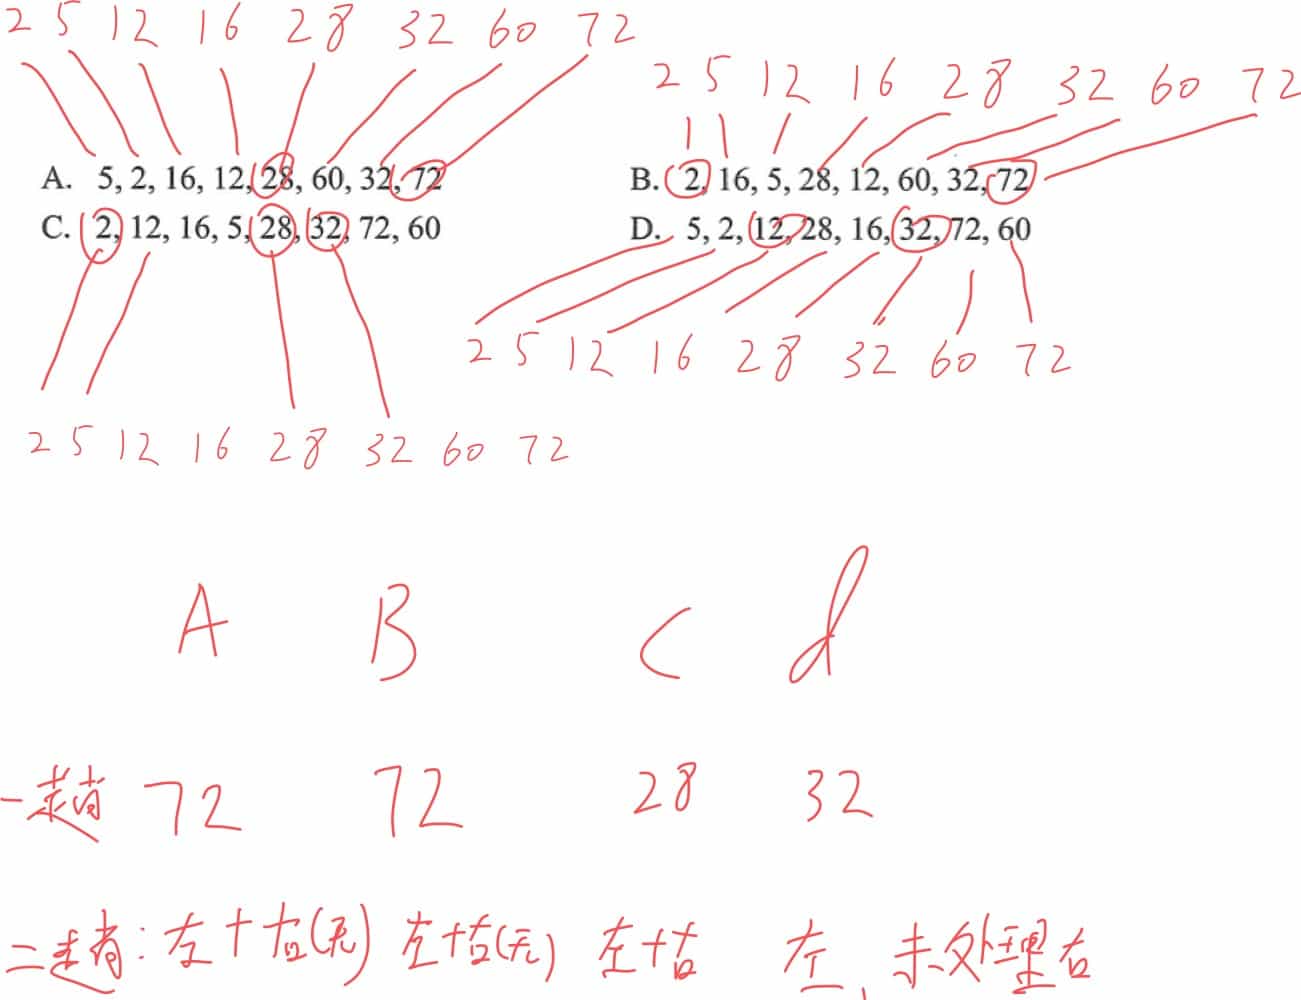 2 5 12 16 28 32 60 72
2 5 12 16 28 32 60 72
A. 5, 2, 16, 12, 28, 60, 32, 72
B. 2, 16, 5, 28, 12, 60, 32, 72
C. 2, 12, 16, 5, 28, 32, 72, 60
D. 5, 2, 12, 28, 16, 32, 72, 60
2 5 12 16 28 32 60 72
2 5 12 16 28 32 60 72
A B C d
一趟 72 72 28 32
二趟: 左+右(无) 左+右(无) 左+右 左, 未处理右